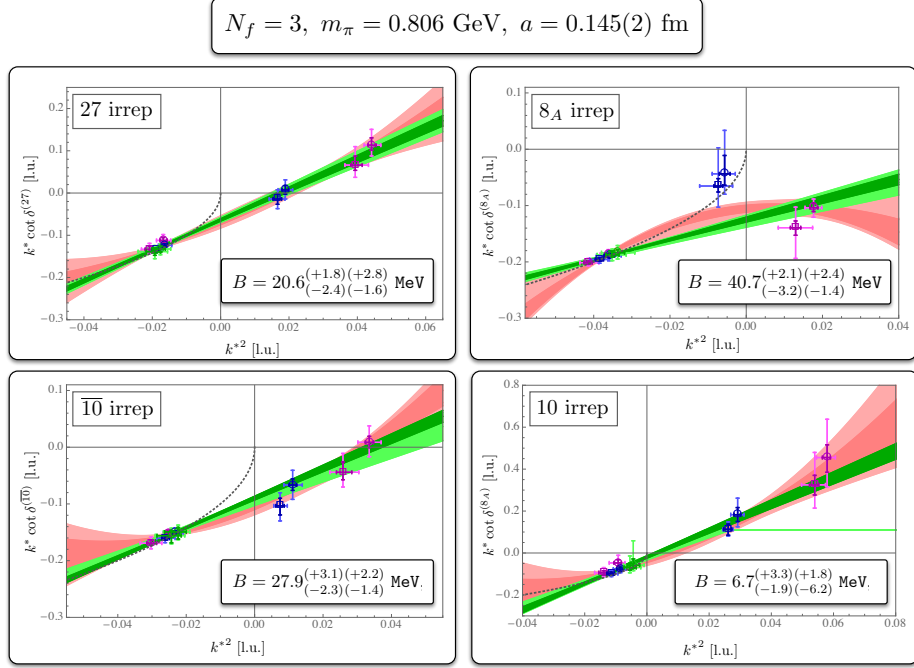 N_f = 3, m_π = 0.806 GeV, a = 0.145(2) fm
27 irrep
k* cot δ^(27) [l.u.]
0.2
0.1
0.0
−0.1
−0.2
−0.3
B = 20.6^(+1.8)(+2.8)_(−2.4)(−1.6) MeV
−0.04 −0.02 0.00 0.02 0.04 0.06
k*² [l.u.]
8_A irrep
k* cot δ^(8_A) [l.u.]
0.1
0.0
−0.1
−0.2
−0.3
B = 40.7^(+2.1)(+2.4)_(−3.2)(−1.4) MeV
−0.04 −0.02 0.00 0.02 0.04
k*² [l.u.]
1̅0̅ irrep
k* cot δ^(1̅0̅) [l.u.]
0.1
0.0
−0.1
−0.2
−0.3
B = 27.9^(+3.1)(+2.2)_(−2.3)(−1.4) MeV
−0.04 −0.02 0.00 0.02 0.04
k*² [l.u.]
10 irrep
k* cot δ^(8_A) [l.u.]
0.8
0.6
0.4
0.2
0.0
−0.2
B = 6.7^(+3.3)(+1.8)_(−1.9)(−6.2) MeV
−0.04 −0.02 0.00 0.02 0.04 0.06 0.08
k*² [l.u.]